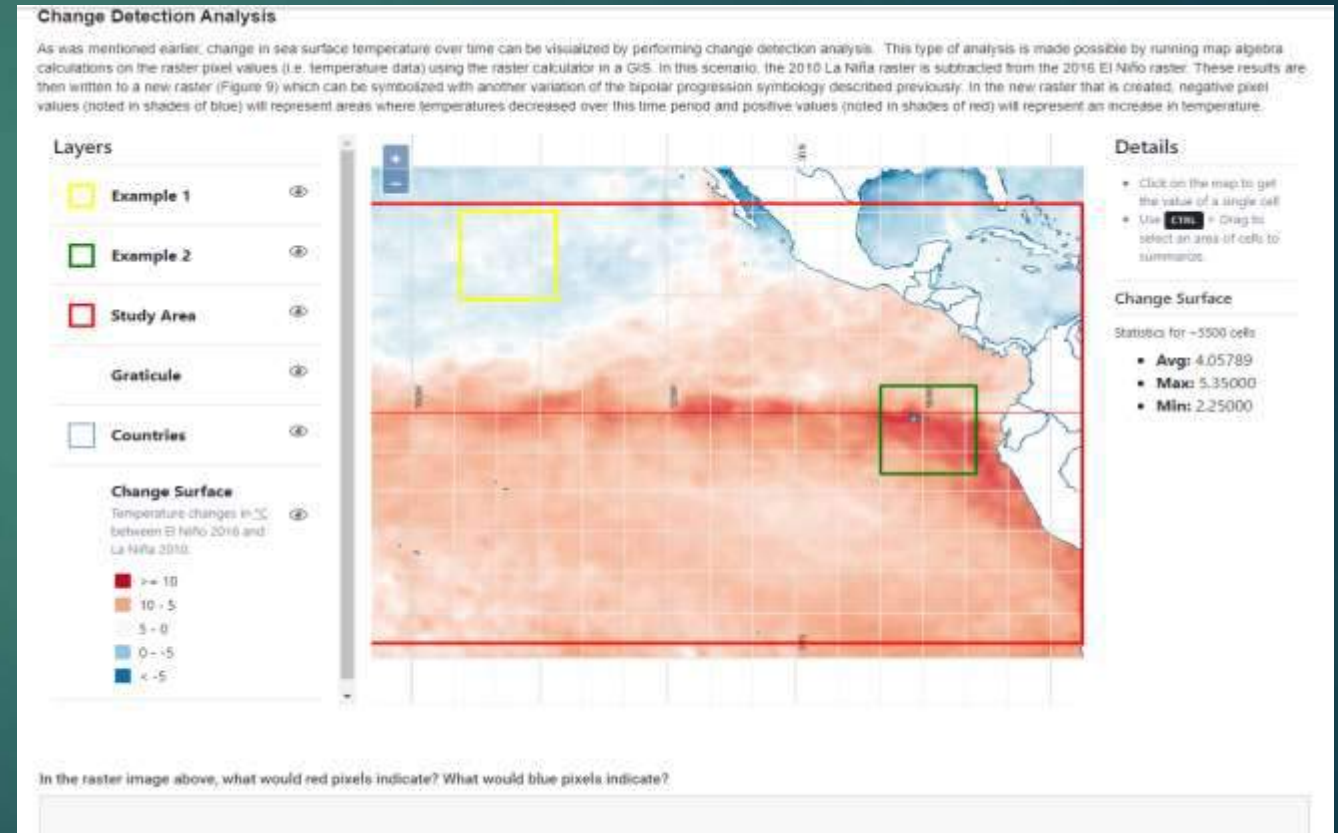 Change Detection Analysis
As was mentioned earlier, change in sea surface temperature over time can be visualized by performing change detection analysis. This type of analysis is made possible by running map algebra
calculations on the raster pixel values (i.e. temperature data) using the raster calculator in a GIS. In this scenario, the 2010 La Niña raster is subtracted from the 2016 El Niño raster. These results are
then written to a new raster (Figure 9) which can be symbolized with another variation of the bipolar progression symbology described previously. In the new raster that is created, negative pixel
values (noted in shades of blue) will represent areas where temperatures decreased over this time period and positive values (noted in shades of red) will represent an increase in temperature.
Layers
Example 1
Example 2
Study Area
Graticule
Countries
Change Surface
Temperature changes in °C
between El Niño 2016 and
La Niña 2010.
>= 10
10 - 5
5 - 0
0 - -5
< -5
+
−
Details
• Click on the map to get
the value of a single cell
• Use CTRL + Drag to
select an area of cells to
summarize.
Change Surface
Statistics for ~5500 cells
• Avg: 4.05789
• Max: 5.35000
• Min: 2.25000
In the raster image above, what would red pixels indicate? What would blue pixels indicate?